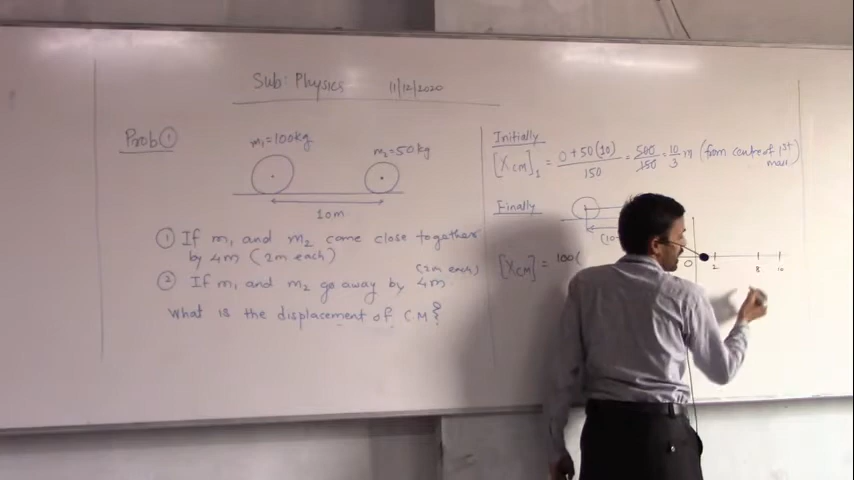 Sub: Physics 11/12/2020
Prob ①
m₁=100kg
m₂=50kg
10m
① If m₁ and m₂ come close together
by 4m (2m each)
② If m₁ and m₂ go away by 4m (2m each)
What is the displacement of C.M?
Initially
[X_CM]₁ = (0 + 50(10))/150 = 500/150 = 10/3 m (from centre of 1st mass)
Finally
(10-
[X_CM] = 100(
0 2 8 10